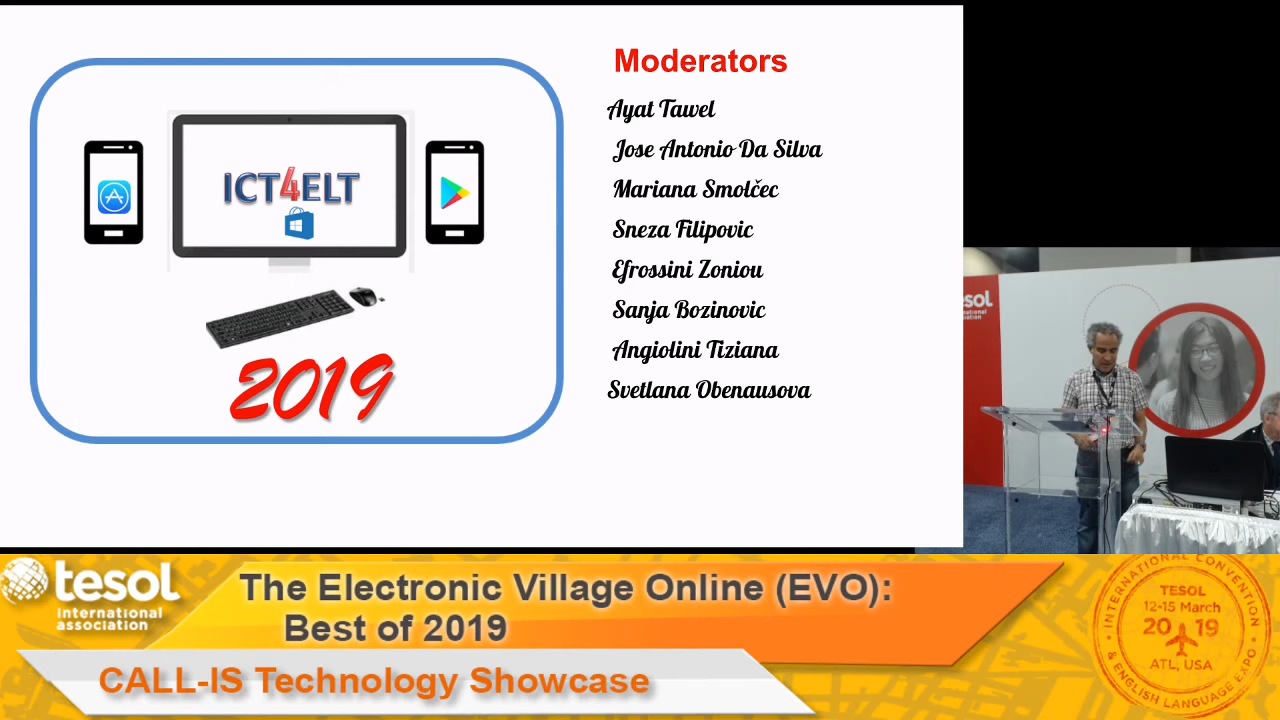 Moderators
Ayat Tawel
Jose Antonio Da Silva
Mariana Smolčec
Sneza Filipovic
Efrossini Zoniou
Sanja Bozinovic
Angiolini Tiziana
Svetlana Obenausova
ICT4ELT
2019
tesol
international
association
The Electronic Village Online (EVO):
Best of 2019
CALL-IS Technology Showcase
INTERNATIONAL CONVENTION
TESOL
12-15 March
20 19
ATL, USA
& ENGLISH LANGUAGE EXPO